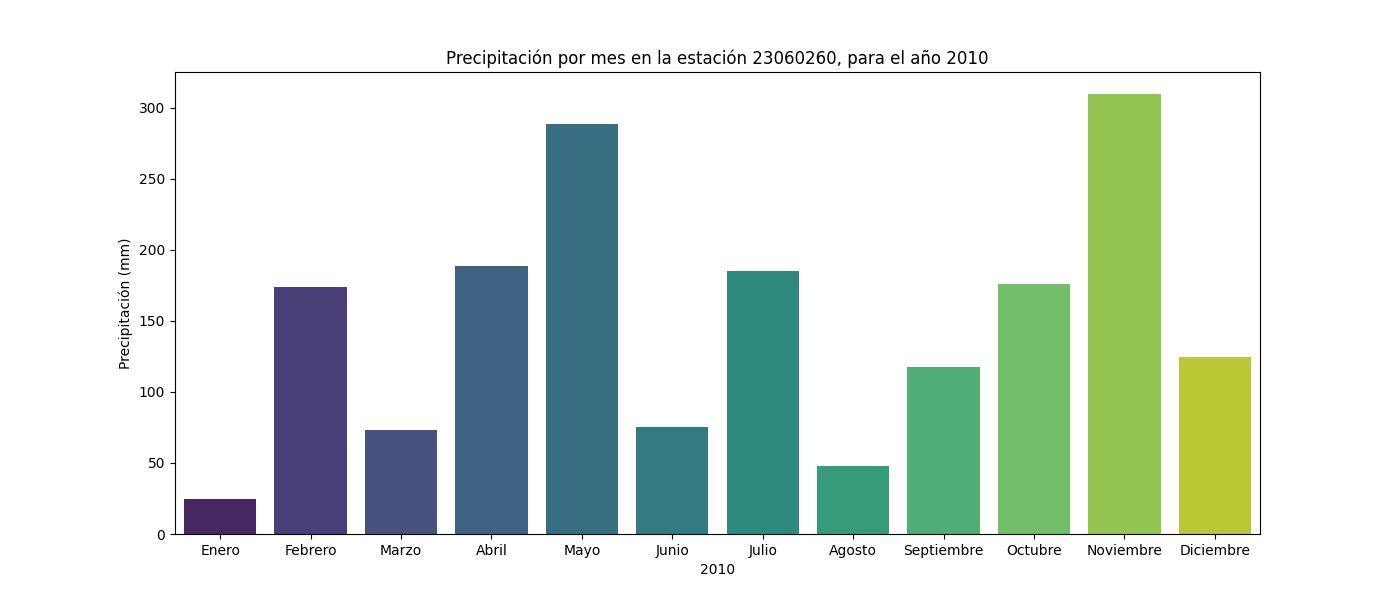 Precipitación por mes en la estación 23060260, para el año 2010
300
250
200
150
100
50
0
Precipitación (mm)
Enero Febrero Marzo Abril Mayo Junio Julio Agosto Septiembre Octubre Noviembre Diciembre
2010